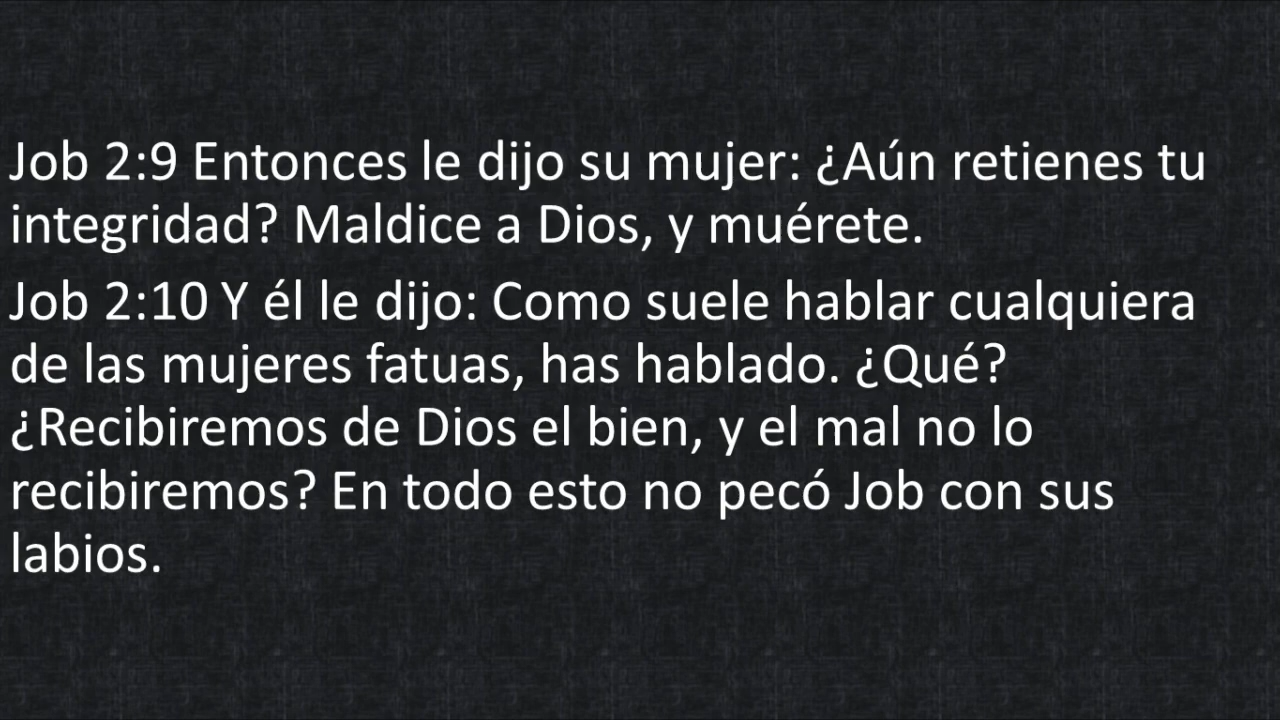 Job 2:9 Entonces le dijo su mujer: ¿Aún retienes tu
integridad? Maldice a Dios, y muérete.
Job 2:10 Y él le dijo: Como suele hablar cualquiera
de las mujeres fatuas, has hablado. ¿Qué?
¿Recibiremos de Dios el bien, y el mal no lo
recibiremos? En todo esto no pecó Job con sus
labios.